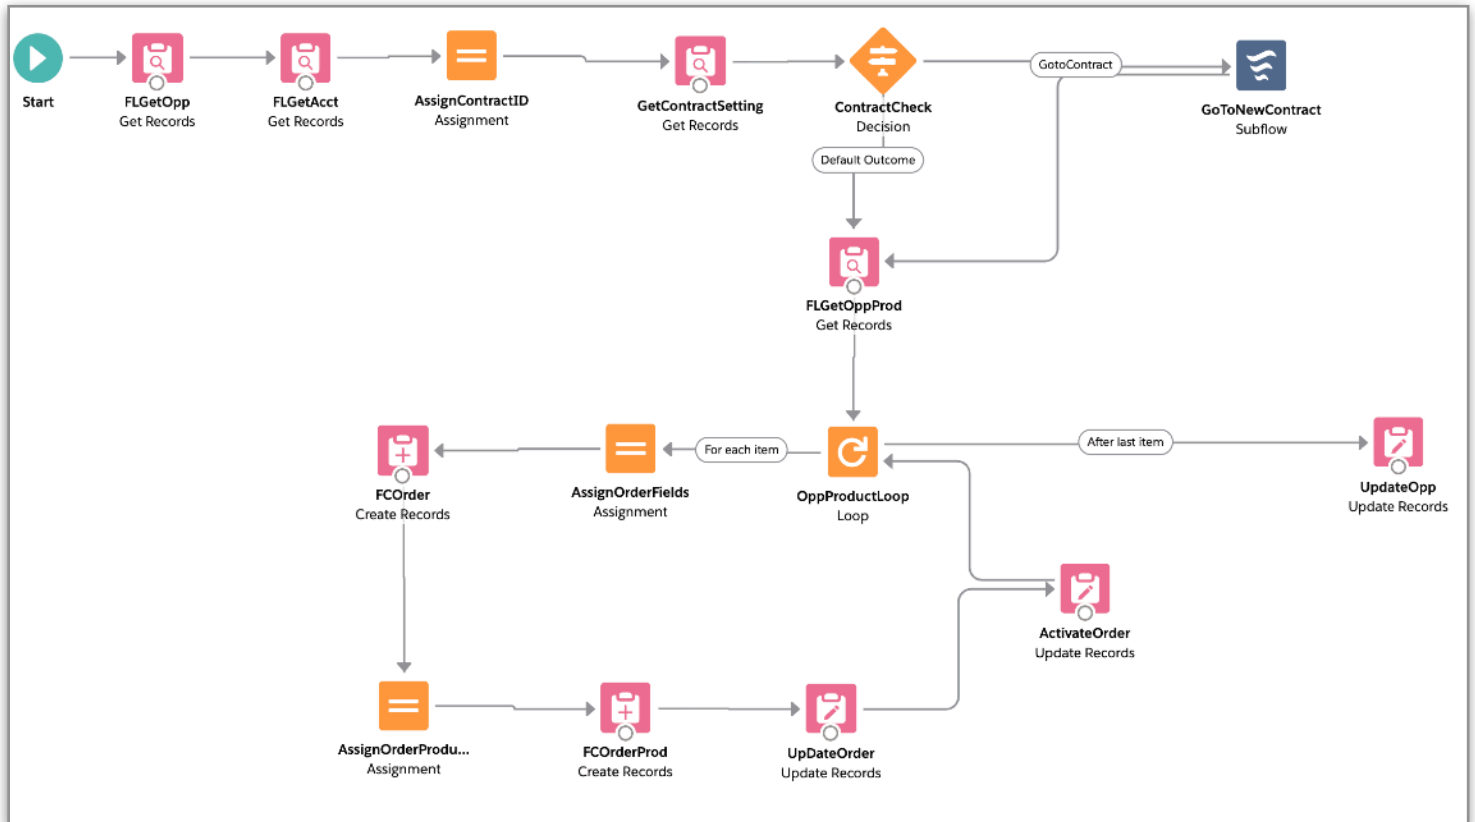 Start
FLGetOpp
Get Records
FLGetAcct
Get Records
AssignContractID
Assignment
GetContractSetting
Get Records
ContractCheck
Decision
GotoContract
GoToNewContract
Subflow
Default Outcome
FLGetOppProd
Get Records
FCOrder
Create Records
AssignOrderFields
Assignment
For each item
OppProductLoop
Loop
After last item
UpdateOpp
Update Records
ActivateOrder
Update Records
AssignOrderProdu...
Assignment
FCOrderProd
Create Records
UpDateOrder
Update Records